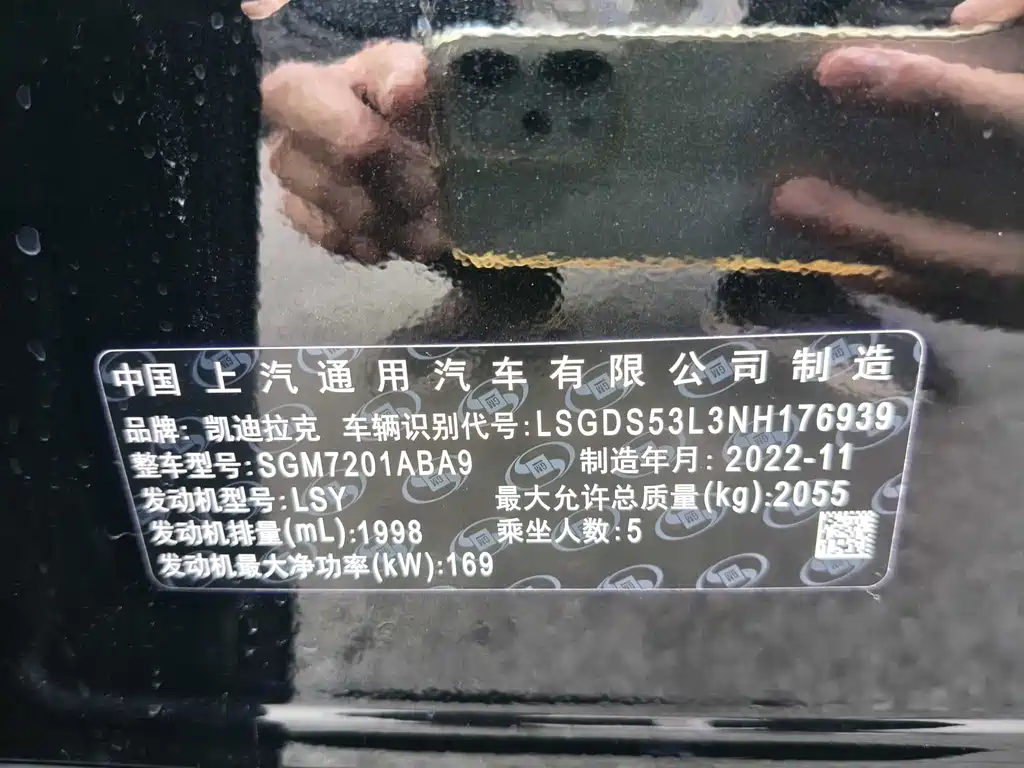 中国 上汽通用汽车有限公司制造
品牌: 凯迪拉克 车辆识别代号:LSGDS53L3NH176939
整车型号:SGM7201ABA9 制造年月: 2022-11
发动机型号:LSY 最大允许总质量(kg):2055
发动机排量(mL):1998 乘坐人数:5
发动机最大净功率(kW):169